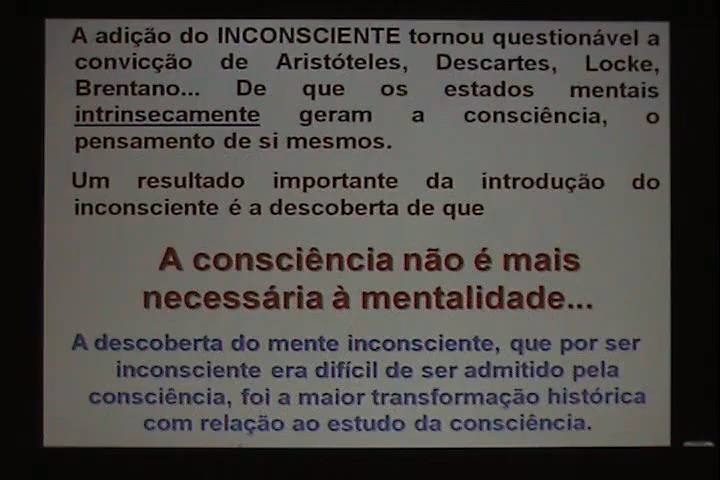 A adição do INCONSCIENTE tornou questionável a
convicção de Aristóteles, Descartes, Locke,
Brentano... De que os estados mentais
intrinsecamente geram a consciência, o
pensamento de si mesmos.
Um resultado importante da introdução do
inconsciente é a descoberta de que
A consciência não é mais
necessária à mentalidade...
A descoberta do mente inconsciente, que por ser
inconsciente era difícil de ser admitido pela
consciência, foi a maior transformação histórica
com relação ao estudo da consciência.